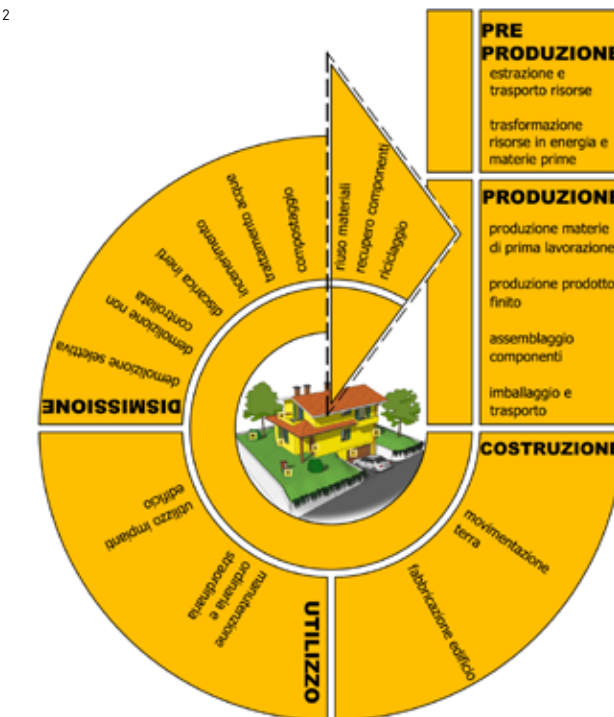 2
PRE
PRODUZIONE
estrazione e
trasporto risorse
trasformazione
risorse in energia e
materie prime
PRODUZIONE
produzione materie
di prima lavorazione
produzione prodotto
finito
assemblaggio
componenti
imballaggio e
trasporto
COSTRUZIONE
movimentazione
terra
fabbricazione edificio
UTILIZZO
manutenzione
ordinaria e
straordinaria
utilizzo impianti
edificio
DISMISSIONE
demolizione selettiva
demolizione non
controllata
discarica inerti
incenerimento
trattamento acque
compostaggio
riuso materiali
recupero componenti
riciclaggio